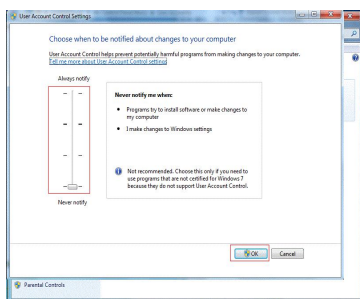 User Account Control Settings
Choose when to be notified about changes to your computer
User Account Control helps prevent potentially harmful programs from making changes to your computer.
Tell me more about User Account Control settings
Always notify
Never notify me when:
Programs try to install software or make changes to
my computer
I make changes to Windows settings
Not recommended. Choose this only if you need to
use programs that are not certified for Windows 7
because they do not support User Account Control.
Never notify
OK
Cancel
Parental Controls